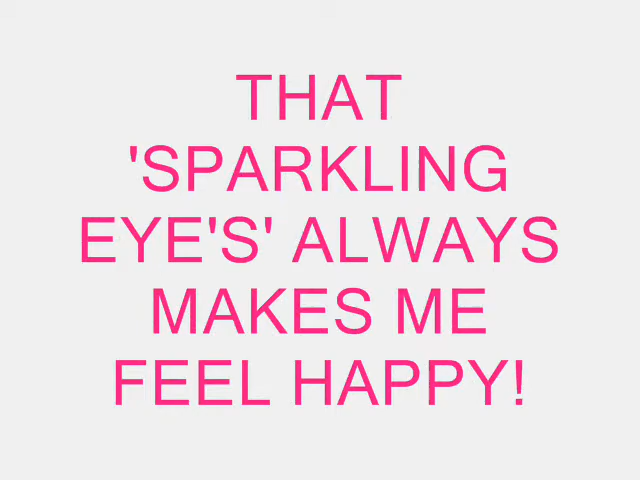 THAT
'SPARKLING
EYE'S' ALWAYS
MAKES ME
FEEL HAPPY!